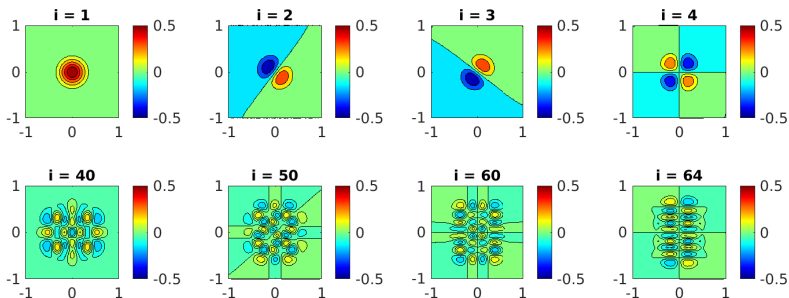 i = 1 i = 2 i = 3 i = 4
1 0.5 1 0.5 1 0.5 1 0.5
0 0 0 0 0 0 0 0
-1 -0.5 -1 -0.5 -1 -0.5 -1 -0.5
-1 0 1 -1 0 1 -1 0 1 -1 0 1
i = 40 i = 50 i = 60 i = 64
1 0.5 1 0.5 1 0.5 1 0.5
0 0 0 0 0 0 0 0
-1 -0.5 -1 -0.5 -1 -0.5 -1 -0.5
-1 0 1 -1 0 1 -1 0 1 -1 0 1